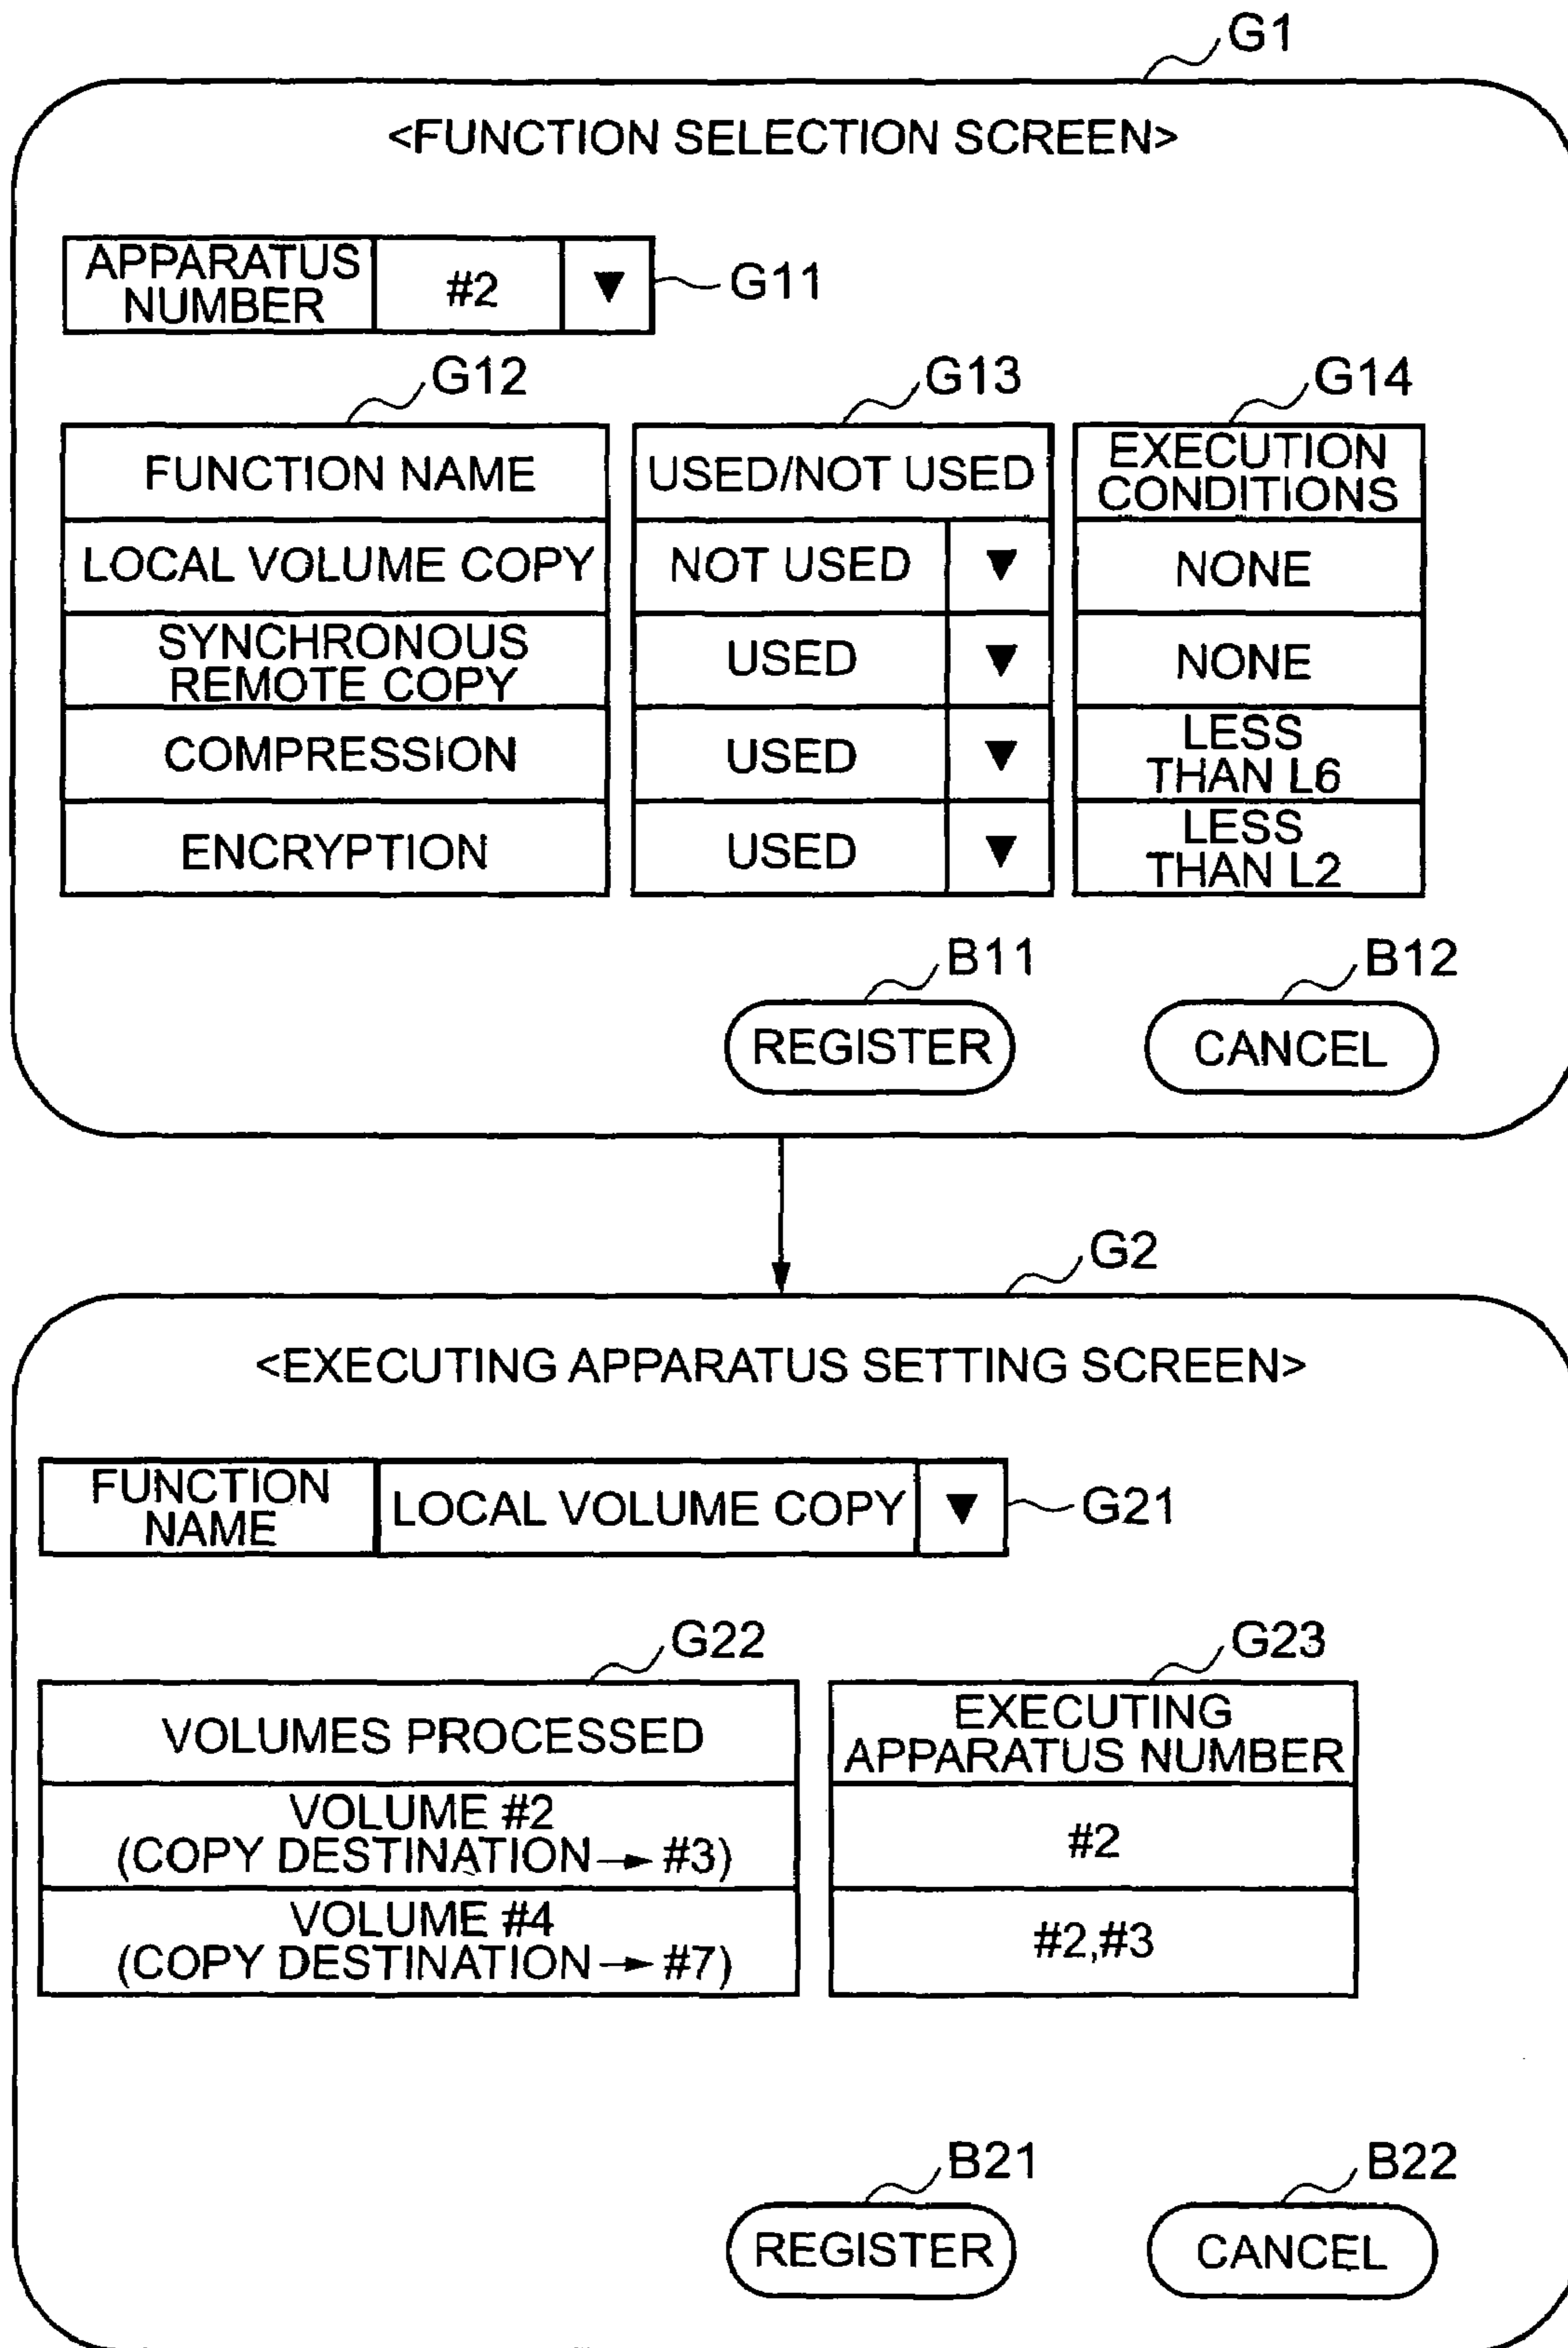 G1
<FUNCTION SELECTION SCREEN>
APPARATUS
NUMBER
#2
▼
G11
G12
G13
G14
FUNCTION NAME
USED/NOT USED
EXECUTION
CONDITIONS
LOCAL VOLUME COPY
NOT USED
▼
NONE
SYNCHRONOUS
REMOTE COPY
USED
▼
NONE
COMPRESSION
USED
▼
LESS
THAN L6
ENCRYPTION
USED
▼
LESS
THAN L2
B11
B12
REGISTER
CANCEL
G2
<EXECUTING APPARATUS SETTING SCREEN>
FUNCTION
NAME
LOCAL VOLUME COPY
▼
G21
G22
G23
VOLUMES PROCESSED
EXECUTING
APPARATUS NUMBER
VOLUME #2
(COPY DESTINATION→ #3)
#2
VOLUME #4
(COPY DESTINATION→ #7)
#2,#3
B21
B22
REGISTER
CANCEL